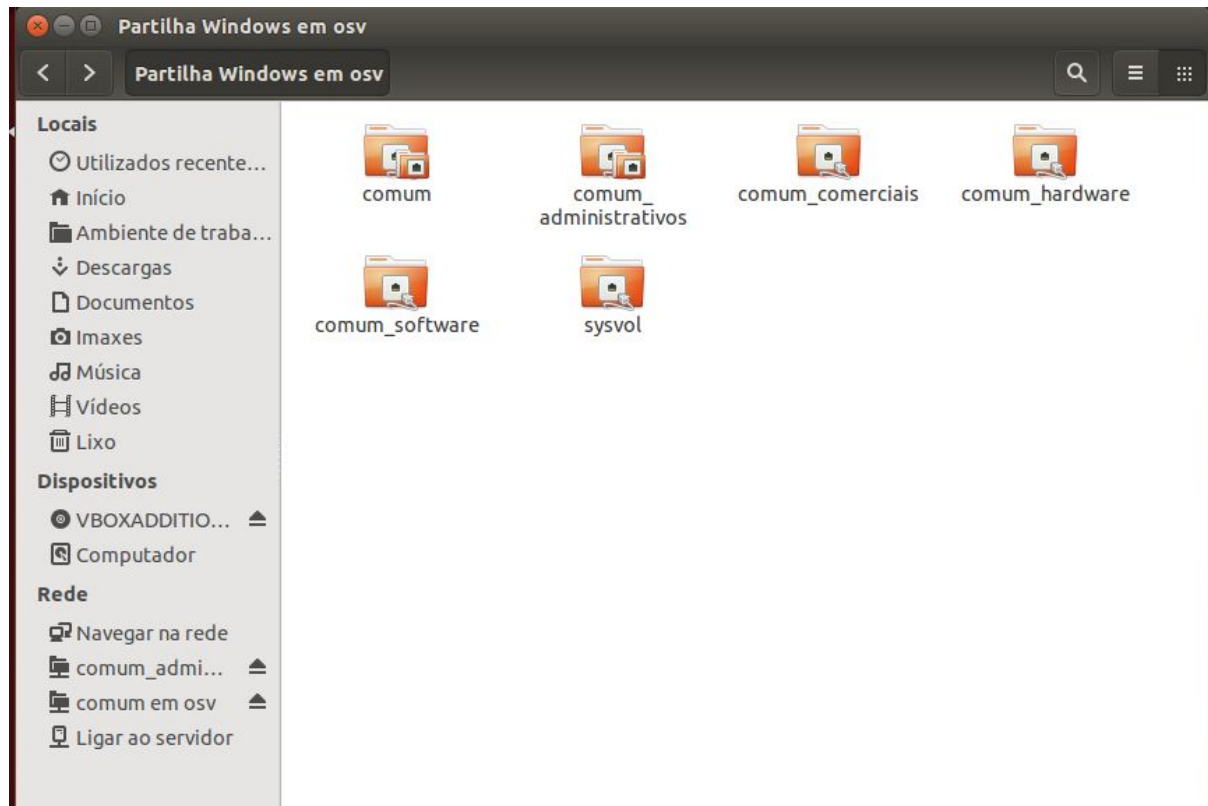 Partilha Windows em osv
Partilha Windows em osv
Locais
Utilizados recente...
Início
Ambiente de traba...
Descargas
Documentos
Imaxes
Música
Vídeos
Lixo
Dispositivos
VBOXADDITIO...
Computador
Rede
Navegar na rede
comum_admi...
comum em osv
Ligar ao servidor
comum
comum_
administrativos
comum_comerciais
comum_hardware
comum_software
sysvol